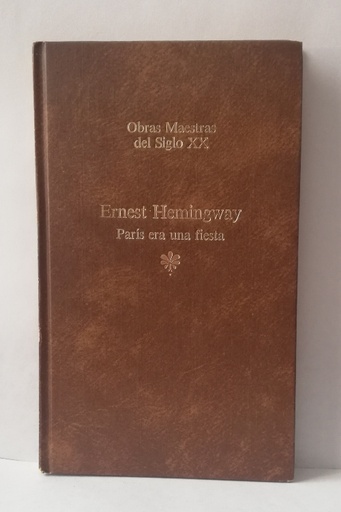 Obras Maestras
del Siglo XX
Ernest Hemingway
París era una fiesta